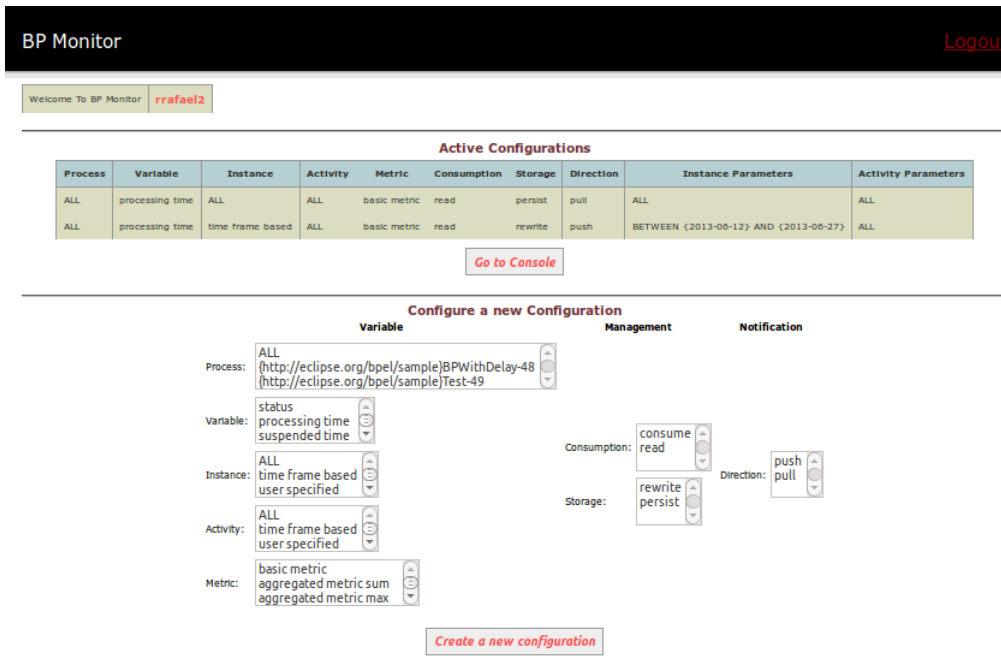 BP Monitor
Logou
Welcome To BP Monitor rrafael2
Active Configurations
Process Variable Instance Activity Metric Consumption Storage Direction Instance Parameters Activity Parameters
ALL processing time ALL ALL basic metric read persist pull ALL ALL
ALL processing time time frame based ALL basic metric read rewrite push BETWEEN {2013-06-12} AND {2013-06-27} ALL
Go to Console
Configure a new Configuration
Variable Management Notification
Process:
ALL
{http://eclipse.org/bpel/sample}BPWithDelay-48
{http://eclipse.org/bpel/sample}Test-49
Variable:
status
processing time
suspended time
Instance:
ALL
time frame based
user specified
Activity:
ALL
time frame based
user specified
Metric:
basic metric
aggregated metric sum
aggregated metric max
Consumption:
consume
read
Storage:
rewrite
persist
Direction:
push
pull
Create a new configuration